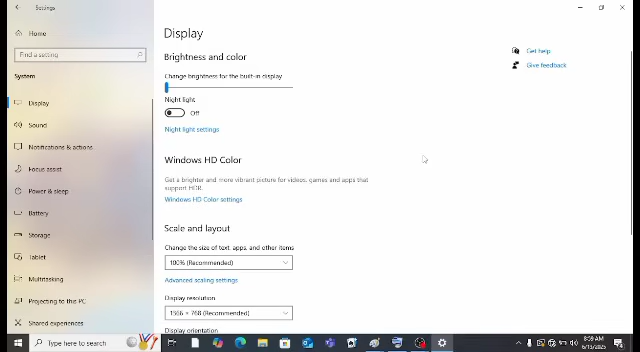 Settings
Home
Find a setting
System
Display
Sound
Notifications & actions
Focus assist
Power & sleep
Battery
Storage
Tablet
Multitasking
Projecting to this PC
Shared experiences
Display
Brightness and color
Change brightness for the built-in display
Night light
Off
Night light settings
Windows HD Color
Get a brighter and more vibrant picture for videos, games and apps that
support HDR.
Windows HD Color settings
Scale and layout
Change the size of text, apps, and other items
100% (Recommended)
Advanced scaling settings
Display resolution
1366 × 768 (Recommended)
Display orientation
Get help
Give feedback
Type here to search
8:59 AM